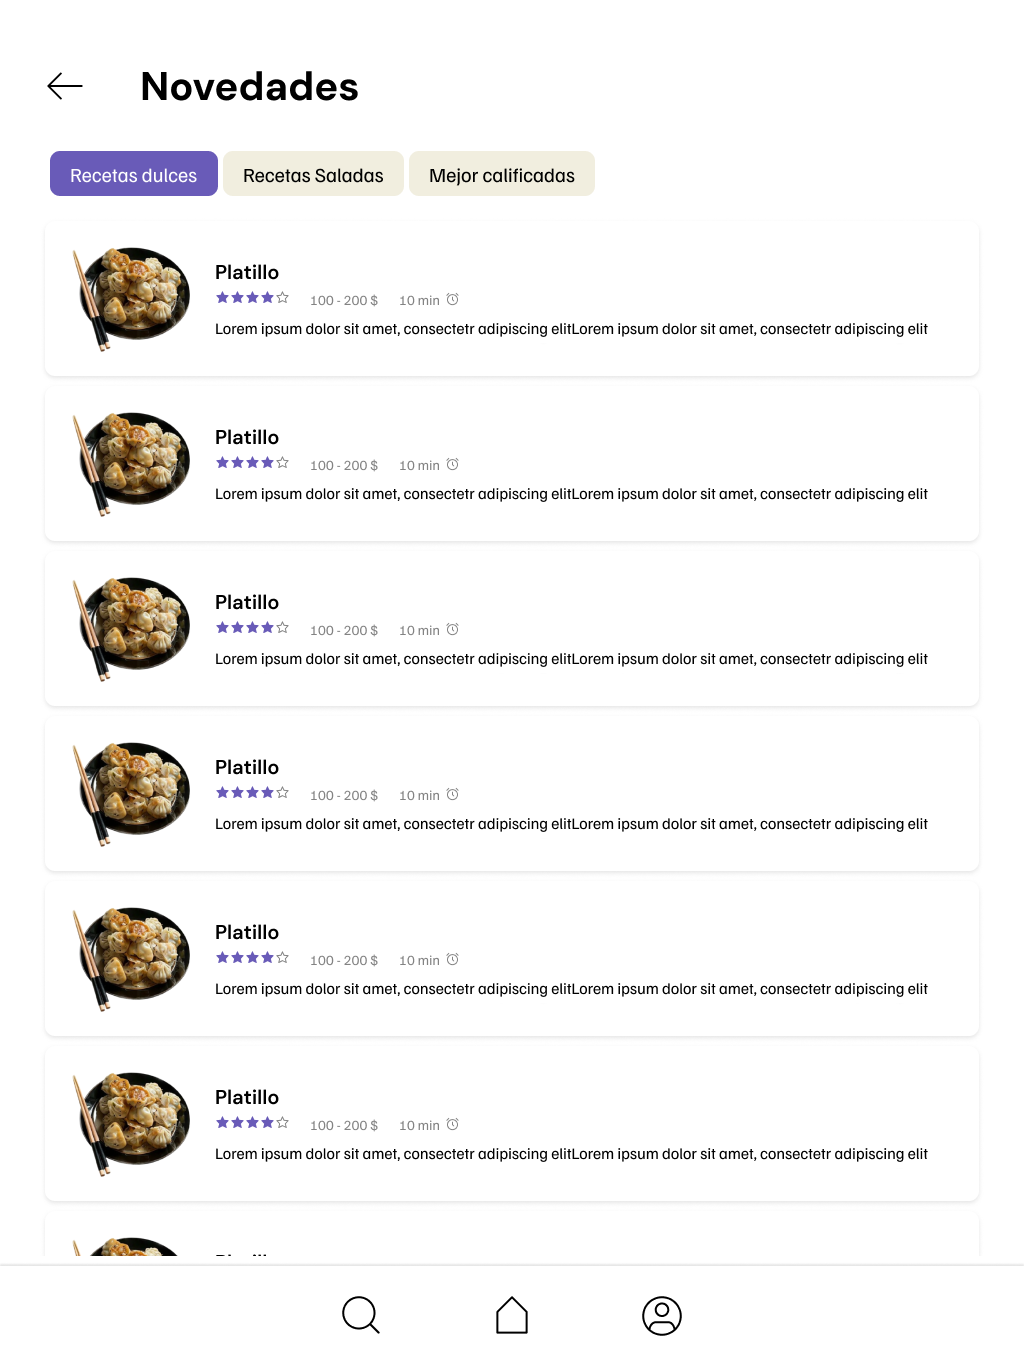 Novedades
Recetas dulces Recetas Saladas Mejor calificadas
Platillo
100 - 200 $ 10 min
Lorem ipsum dolor sit amet, consectetr adipiscing elitLorem ipsum dolor sit amet, consectetr adipiscing elit
Platillo
100 - 200 $ 10 min
Lorem ipsum dolor sit amet, consectetr adipiscing elitLorem ipsum dolor sit amet, consectetr adipiscing elit
Platillo
100 - 200 $ 10 min
Lorem ipsum dolor sit amet, consectetr adipiscing elitLorem ipsum dolor sit amet, consectetr adipiscing elit
Platillo
100 - 200 $ 10 min
Lorem ipsum dolor sit amet, consectetr adipiscing elitLorem ipsum dolor sit amet, consectetr adipiscing elit
Platillo
100 - 200 $ 10 min
Lorem ipsum dolor sit amet, consectetr adipiscing elitLorem ipsum dolor sit amet, consectetr adipiscing elit
Platillo
100 - 200 $ 10 min
Lorem ipsum dolor sit amet, consectetr adipiscing elitLorem ipsum dolor sit amet, consectetr adipiscing elit